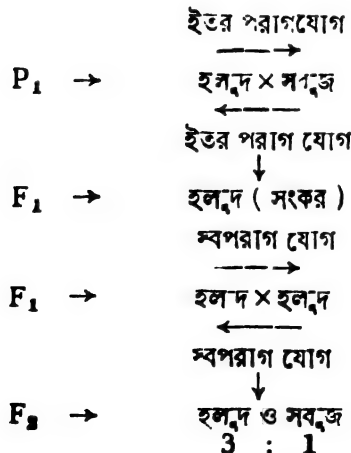 ইতর পরাগযোগ
P₁ → হলুদ × সবুজ
ইতর পরাগ যোগ
F₁ → হলুদ ( সংকর )
স্বপরাগ যোগ
F₁ → হলুদ × হলুদ
স্বপরাগ যোগ
F₂ → হলুদ ও সবুজ
3 : 1